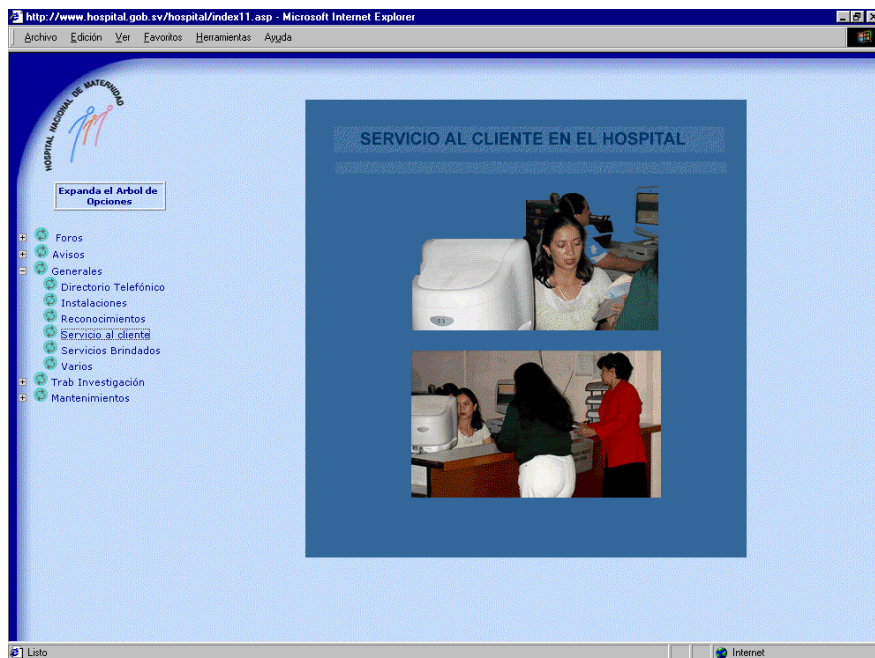 http://www.hospital.gob.sv/hospital/index11.asp - Microsoft Internet Explorer
Archivo Edición Ver Favoritos Herramientas Ayuda
HOSPITAL NACIONAL DE MATERNIDAD
Expanda el Arbol de
Opciones
Foros
Avisos
Generales
Directorio Telefónico
Instalaciones
Reconocimientos
Servicio al cliente
Servicios Brindados
Varios
Trab Investigación
Mantenimientos
SERVICIO AL CLIENTE EN EL HOSPITAL
Listo
Internet